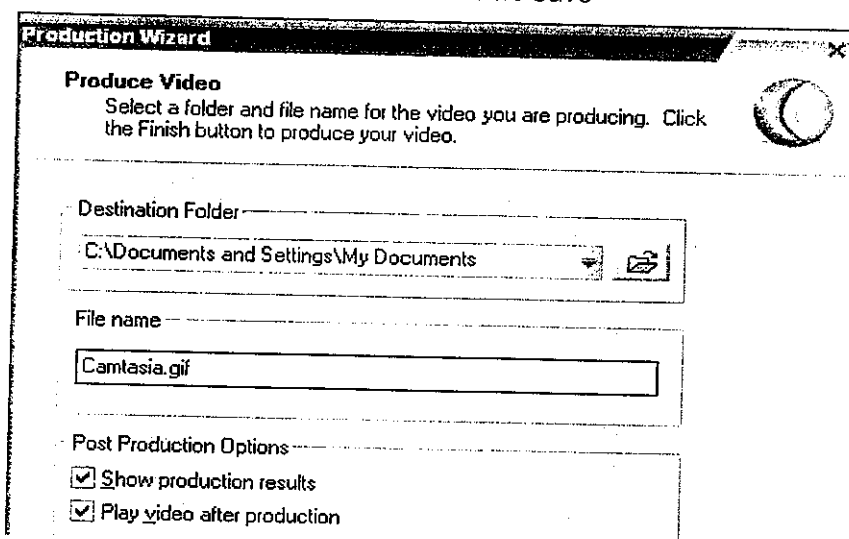 Production Wizard
Produce Video
Select a folder and file name for the video you are producing. Click
the Finish button to produce your video.
Destination Folder
C:\Documents and Settings\My Documents
File name
Camtasia.gif
Post Production Options
Show production results
Play video after production